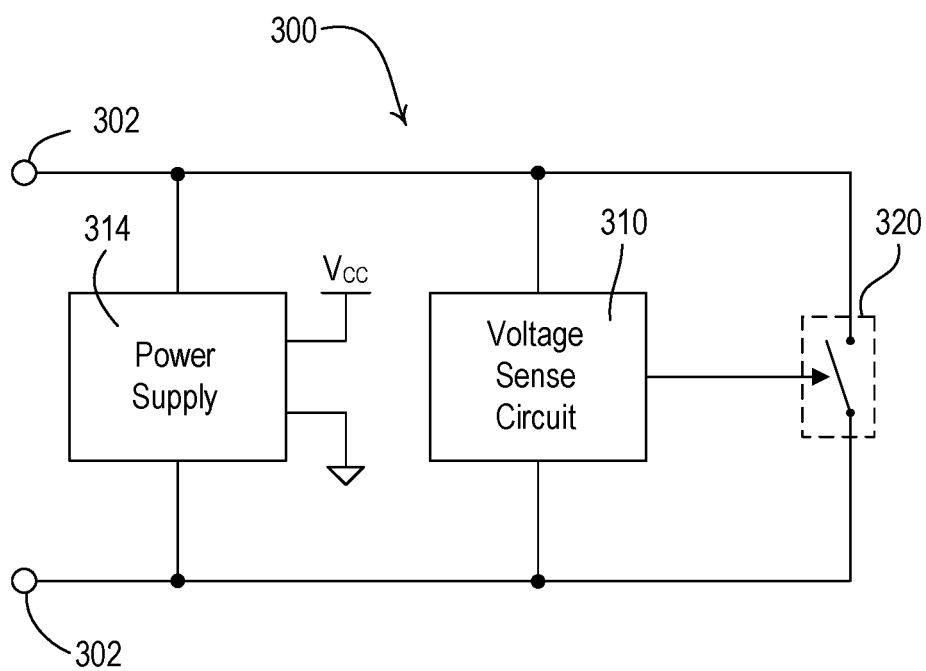 300
302
314
310
320
VCC
Power
Supply
Voltage
Sense
Circuit
302